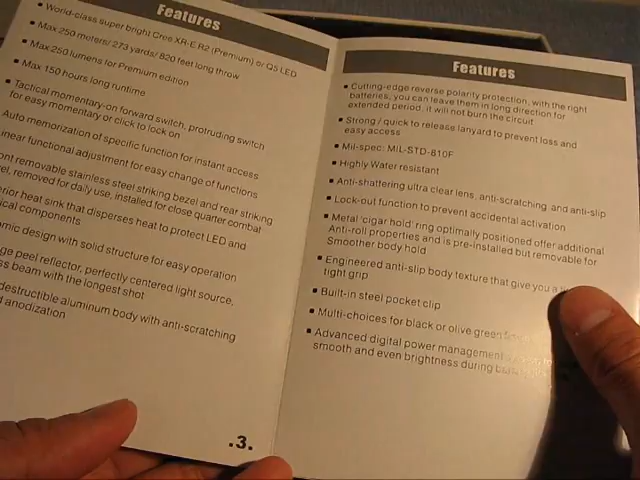 Features
World-class super bright Cree XR-E R2 (Premium) or Q5 LED
Max 250 meters/ 273 yards/ 820 feet long throw
Max 250 lumens for Premium edition
Max 150 hours long runtime
Tactical momentary-on forward switch, protruding switch
for easy momentary or click to lock on
Auto memorization of specific function for instant access
inear functional adjustment for easy change of functions
ont removable stainless steel striking bezel and rear striking
el, removed for daily use, installed for close quarter combat
erior heat sink that disperses heat to protect LED and
ical components
amic design with solid structure for easy operation
ge peel reflector, perfectly centered light source,
ss beam with the longest shot
destructible aluminum body with anti-scratching
d anodization
.3.
Features
Cutting-edge reverse polarity protection, with the right
batteries, you can leave them in long direction for
extended period, it will not burn the circuit
Strong / quick to release lanyard to prevent loss and
easy access
Mil-spec: MIL-STD-810F
Highly Water resistant
Anti-shattering ultra clear lens, anti-scratching and anti-slip
Lock-out function to prevent accidental activation
Metal 'cigar hold' ring optimally positioned offer additional
Anti-roll properties and is pre-installed but removable for
Smoother body hold
Engineered anti-slip body texture that give you a
tight grip
Built-in steel pocket clip
Multi-choices for black or olive green
Advanced digital power management
smooth and even brightness during